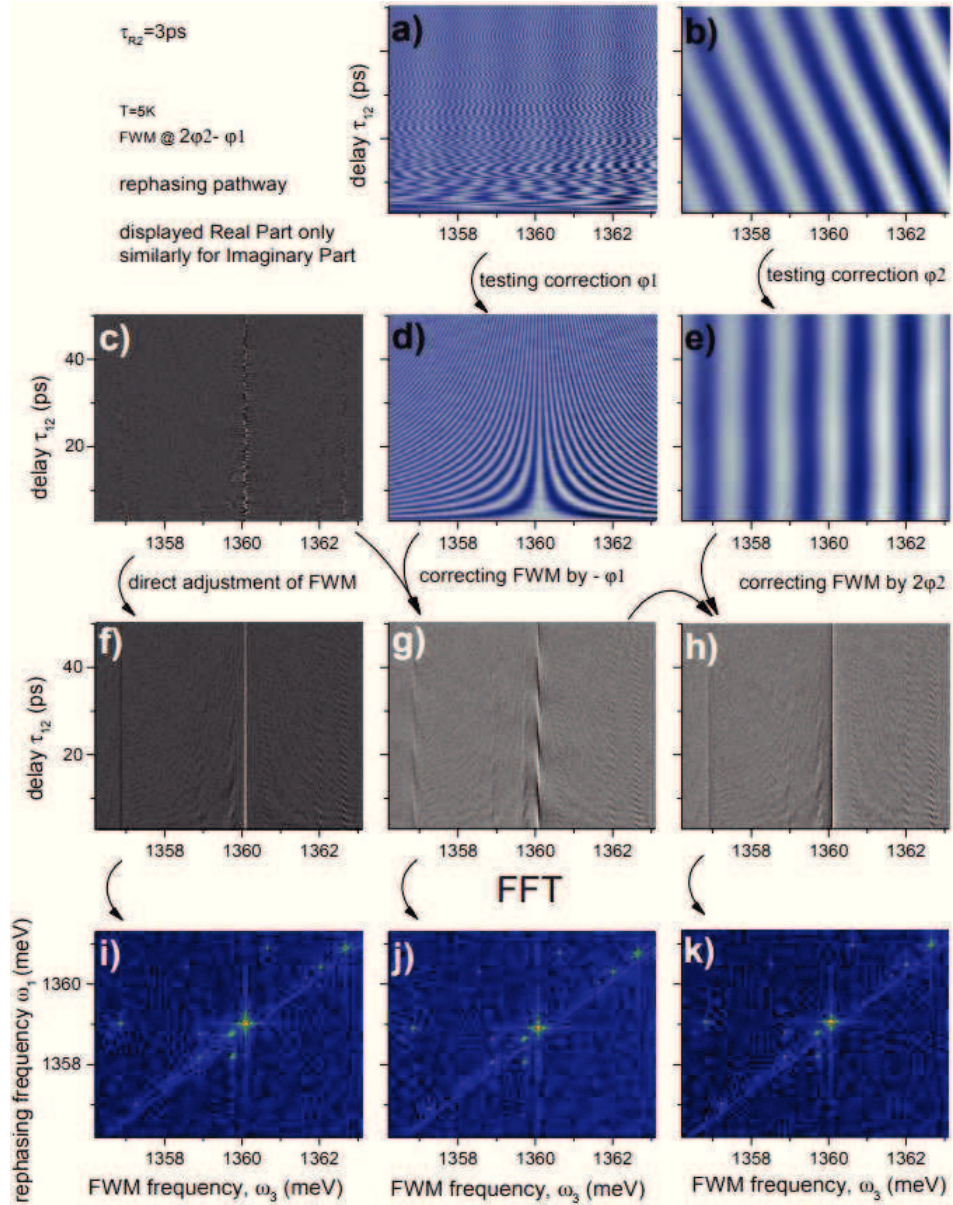 τR2=3ps
T=5K
FWM @ 2φ2- φ1
rephasing pathway
displayed Real Part only
similarly for Imaginary Part
a)
b)
delay τ12 (ps)
1358 1360 1362
1358 1360 1362
testing correction φ1
testing correction φ2
c)
d)
e)
delay τ12 (ps)
40
20
1358 1360 1362
1358 1360 1362
1358 1360 1362
direct adjustment of FWM
correcting FWM by - φ1
correcting FWM by 2φ2
f)
g)
h)
delay τ12 (ps)
40
20
1358 1360 1362
1358 1360 1362
1358 1360 1362
FFT
i)
j)
k)
rephasing frequency ω1 (meV)
1360
1358
1358 1360 1362
1358 1360 1362
1358 1360 1362
FWM frequency, ω3 (meV)
FWM frequency, ω3 (meV)
FWM frequency, ω3 (meV)